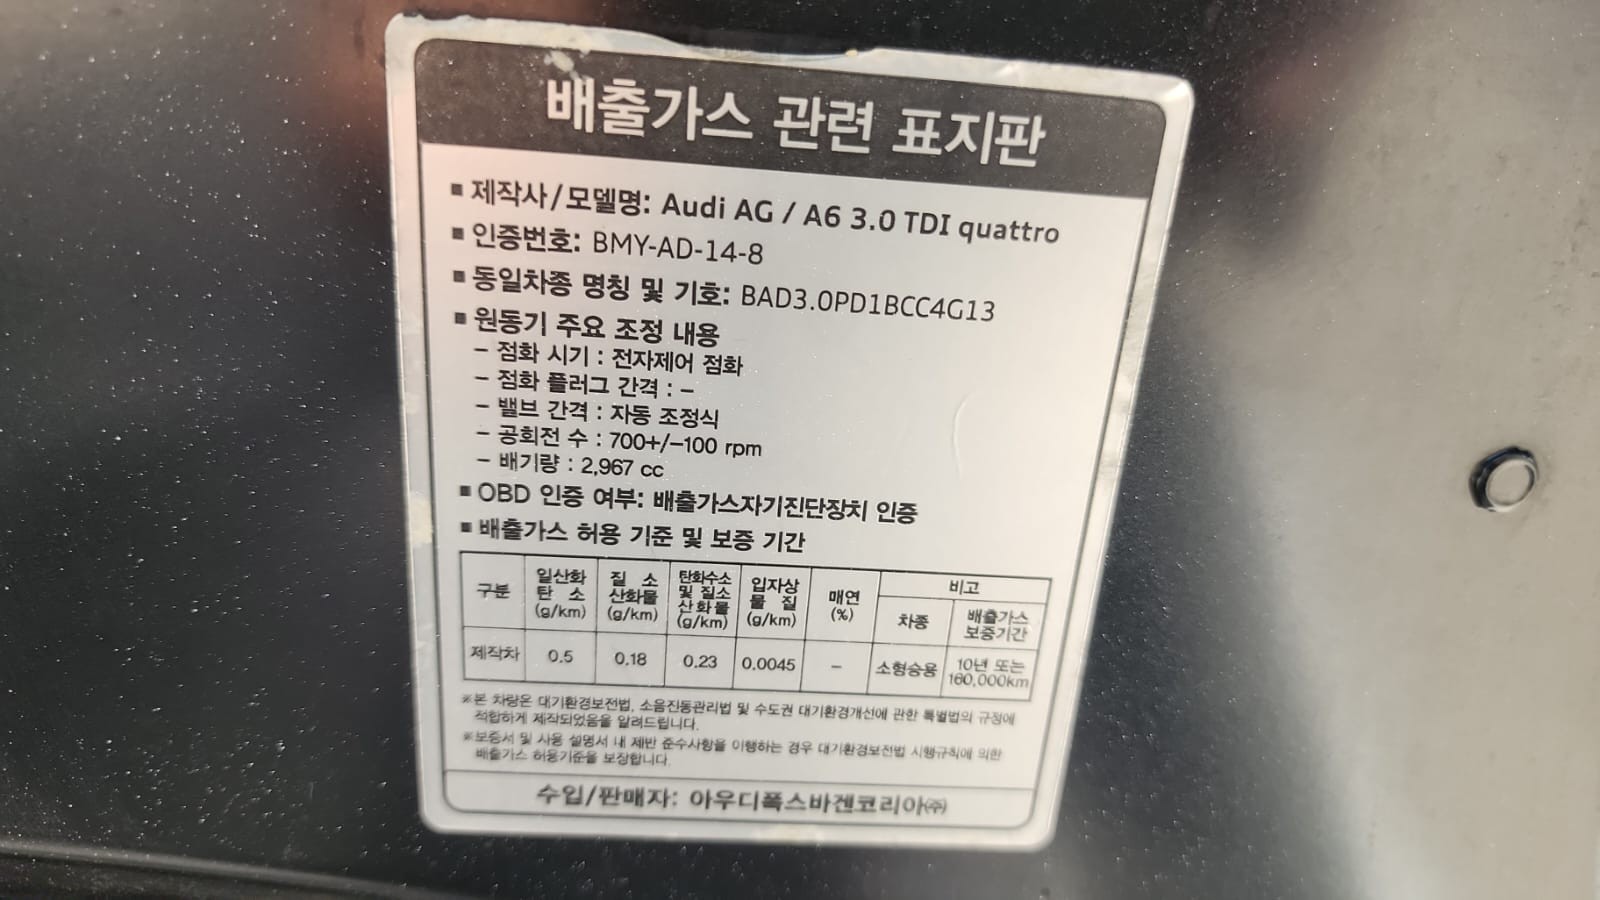 배출가스 관련 표지판
▪ 제작사/모델명: Audi AG / A6 3.0 TDI quattro
▪ 인증번호: BMY-AD-14-8
▪ 동일차종 명칭 및 기호: BAD3.0PD1BCC4G13
▪ 원동기 주요 조정 내용
– 점화 시기 : 전자제어 점화
– 점화 플러그 간격 : –
– 밸브 간격 : 자동 조정식
– 공회전 수 : 700+/–100 rpm
– 배기량 : 2,967 cc
▪ OBD 인증 여부: 배출가스자기진단장치 인증
▪ 배출가스 허용 기준 및 보증 기간
구분 일산화탄소 (g/km) 질소산화물 (g/km) 탄화수소 및 질소산화물 (g/km) 입자상물질 (g/km) 매연 (%) 비고
차종 배출가스 보증기간
제작차 0.5 0.18 0.23 0.0045 – 소형승용 10년 또는 160,000km
※본 차량은 대기환경보전법, 소음진동관리법 및 수도권 대기환경개선에 관한 특별법의 규정에
적합하게 제작되었음을 알려드립니다.
※보증서 및 사용 설명서 내 제반 준수사항을 이행하는 경우 대기환경보전법 시행규칙에 의한
배출가스 허용기준을 보장합니다.
수입/판매자: 아우디폭스바겐코리아㈜